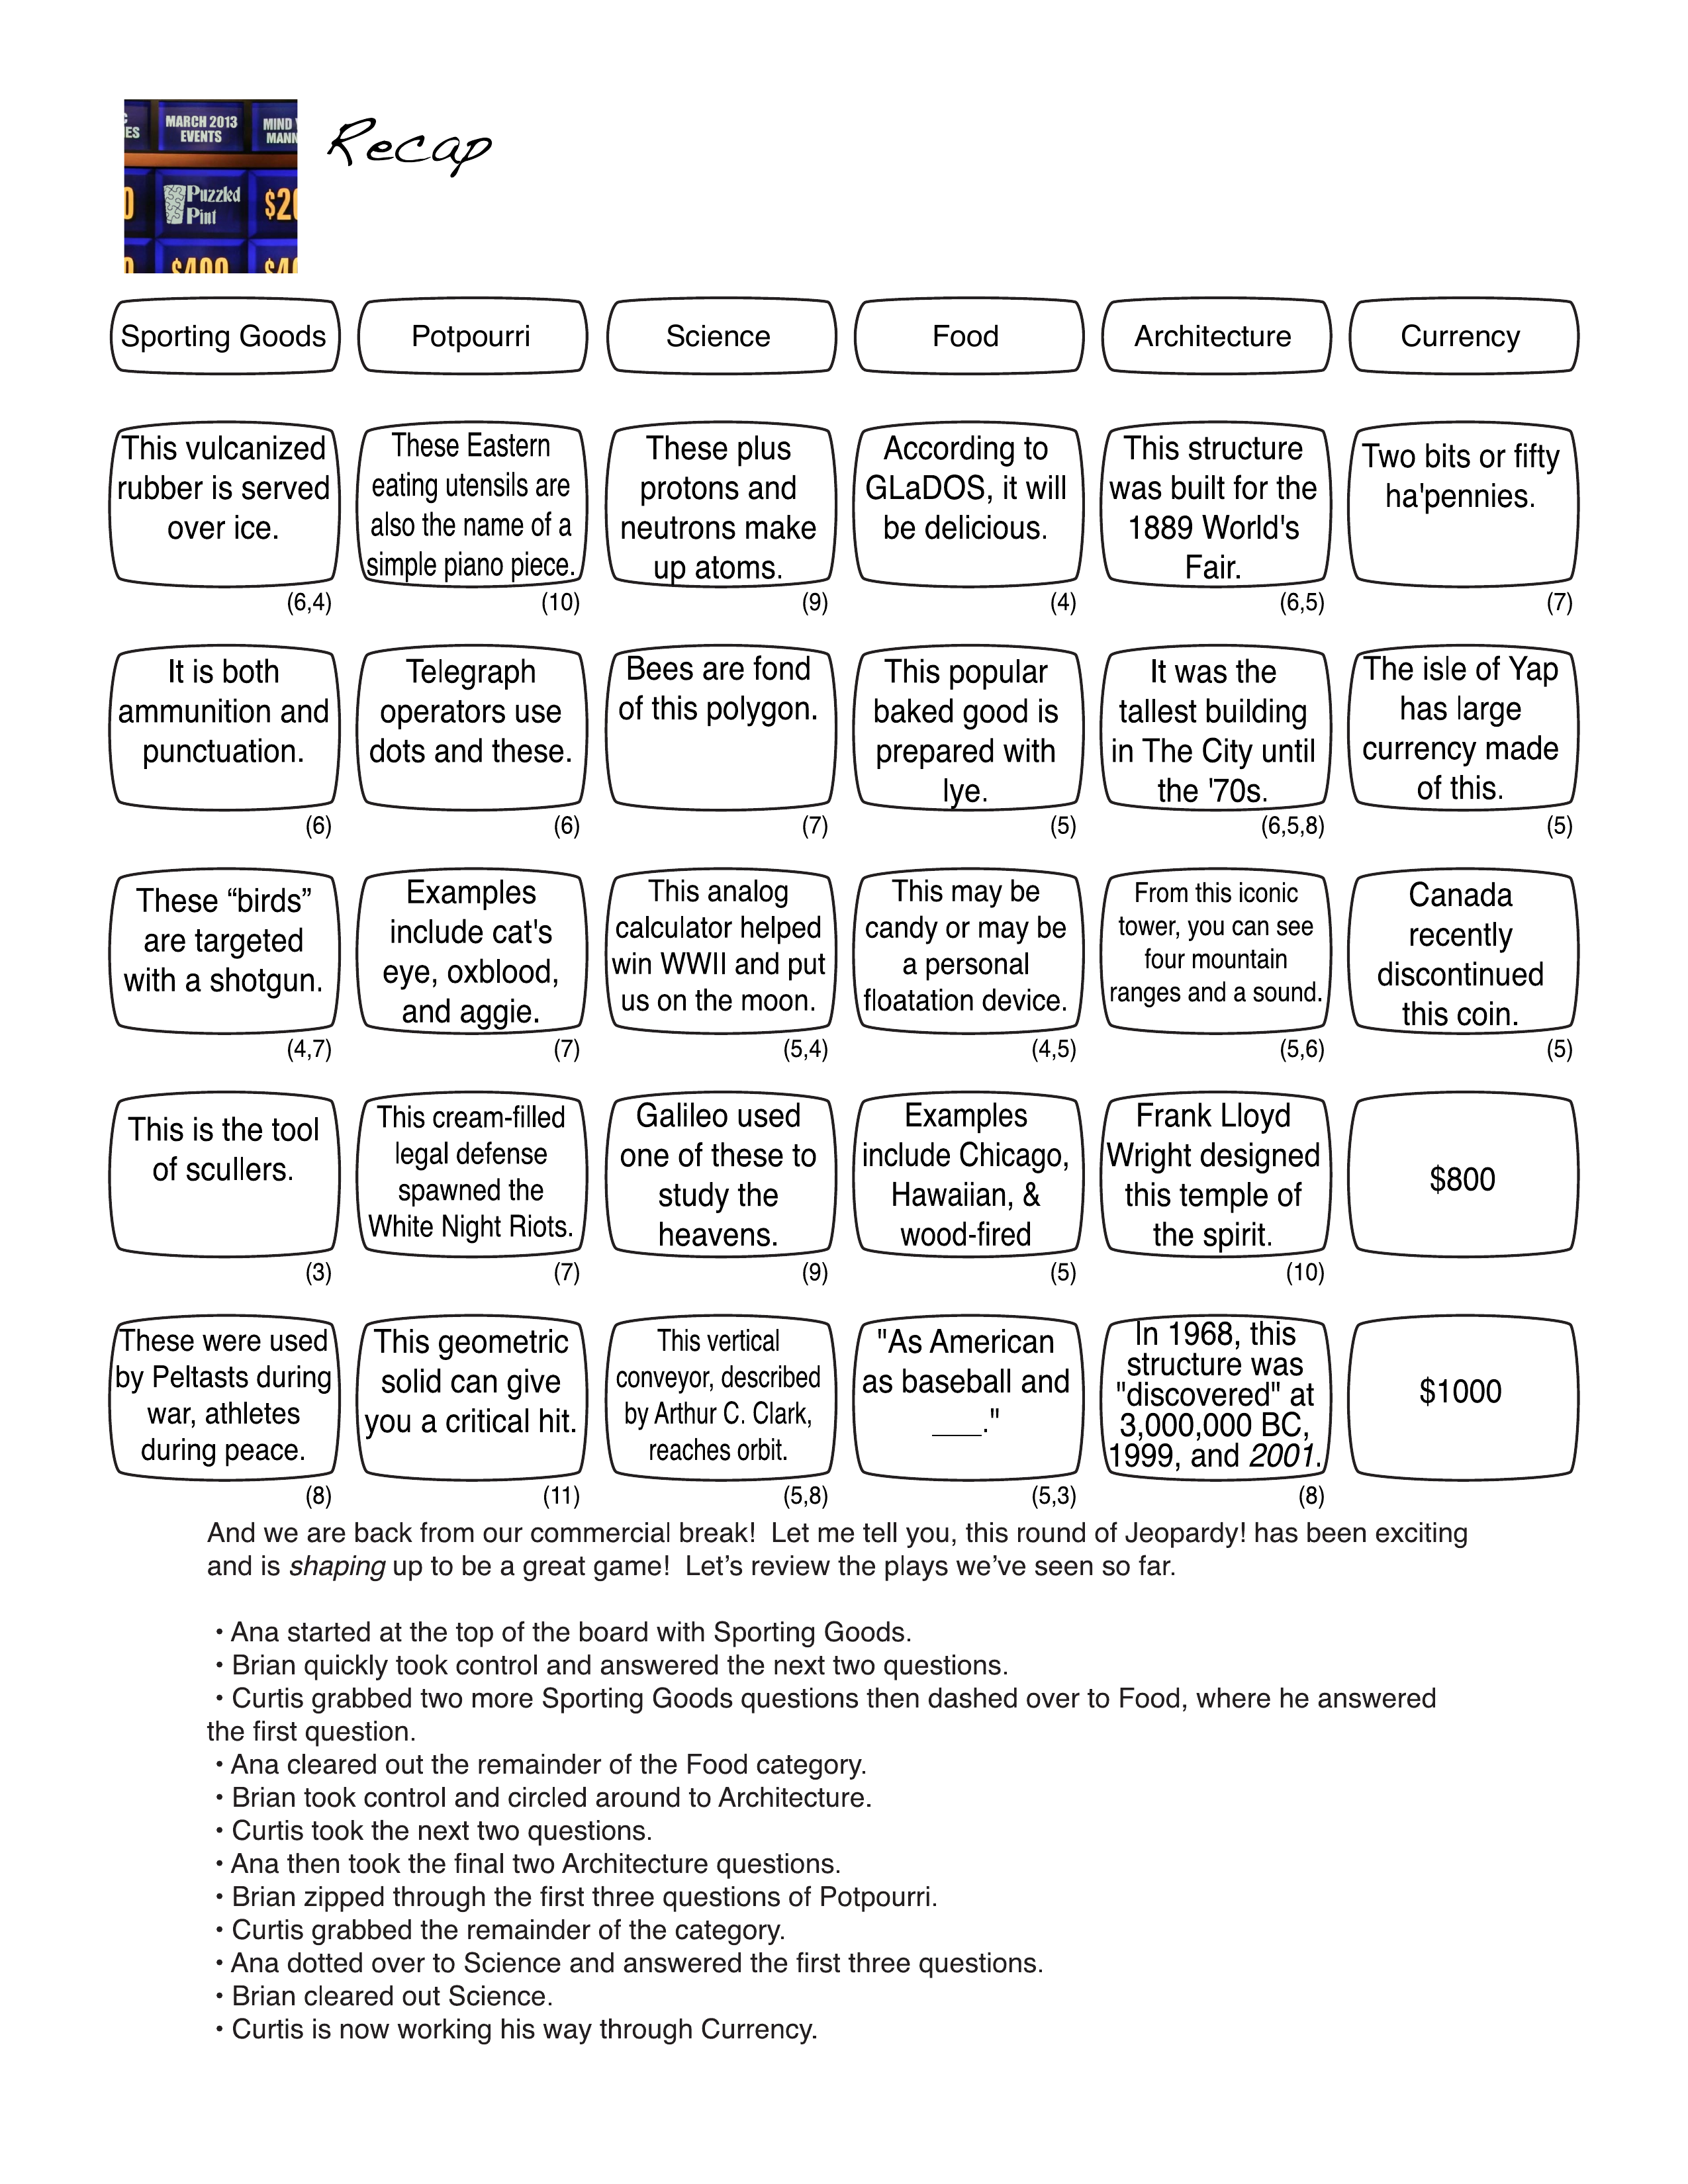 ES
MARCH 2013
EVENTS
MIND
MANN
0
Puzzled
Pint
$20
$400
$40
Recap
Sporting Goods
Potpourri
Science
Food
Architecture
Currency
This vulcanized
rubber is served
over ice.
(6,4)
These Eastern
eating utensils are
also the name of a
simple piano piece.
(10)
These plus
protons and
neutrons make
up atoms.
(9)
According to
GLaDOS, it will
be delicious.
(4)
This structure
was built for the
1889 World's
Fair.
(6,5)
Two bits or fifty
ha'pennies.
(7)
It is both
ammunition and
punctuation.
(6)
Telegraph
operators use
dots and these.
(6)
Bees are fond
of this polygon.
(7)
This popular
baked good is
prepared with
lye.
(5)
It was the
tallest building
in The City until
the '70s.
(6,5,8)
The isle of Yap
has large
currency made
of this.
(5)
These “birds”
are targeted
with a shotgun.
(4,7)
Examples
include cat's
eye, oxblood,
and aggie.
(7)
This analog
calculator helped
win WWII and put
us on the moon.
(5,4)
This may be
candy or may be
a personal
floatation device.
(4,5)
From this iconic
tower, you can see
four mountain
ranges and a sound.
(5,6)
Canada
recently
discontinued
this coin.
(5)
This is the tool
of scullers.
(3)
This cream-filled
legal defense
spawned the
White Night Riots.
(7)
Galileo used
one of these to
study the
heavens.
(9)
Examples
include Chicago,
Hawaiian, &
wood-fired
(5)
Frank Lloyd
Wright designed
this temple of
the spirit.
(10)
$800
These were used
by Peltasts during
war, athletes
during peace.
(8)
This geometric
solid can give
you a critical hit.
(11)
This vertical
conveyor, described
by Arthur C. Clark,
reaches orbit.
(5,8)
"As American
as baseball and
____."
(5,3)
In 1968, this
structure was
"discovered" at
3,000,000 BC,
1999, and 2001.
(8)
$1000
And we are back from our commercial break!  Let me tell you, this round of Jeopardy! has been exciting
and is shaping up to be a great game!  Let’s review the plays we’ve seen so far.
• Ana started at the top of the board with Sporting Goods.
• Brian quickly took control and answered the next two questions.
• Curtis grabbed two more Sporting Goods questions then dashed over to Food, where he answered
the first question.
• Ana cleared out the remainder of the Food category.
• Brian took control and circled around to Architecture.
• Curtis took the next two questions.
• Ana then took the final two Architecture questions.
• Brian zipped through the first three questions of Potpourri.
• Curtis grabbed the remainder of the category.
• Ana dotted over to Science and answered the first three questions.
• Brian cleared out Science.
• Curtis is now working his way through Currency.